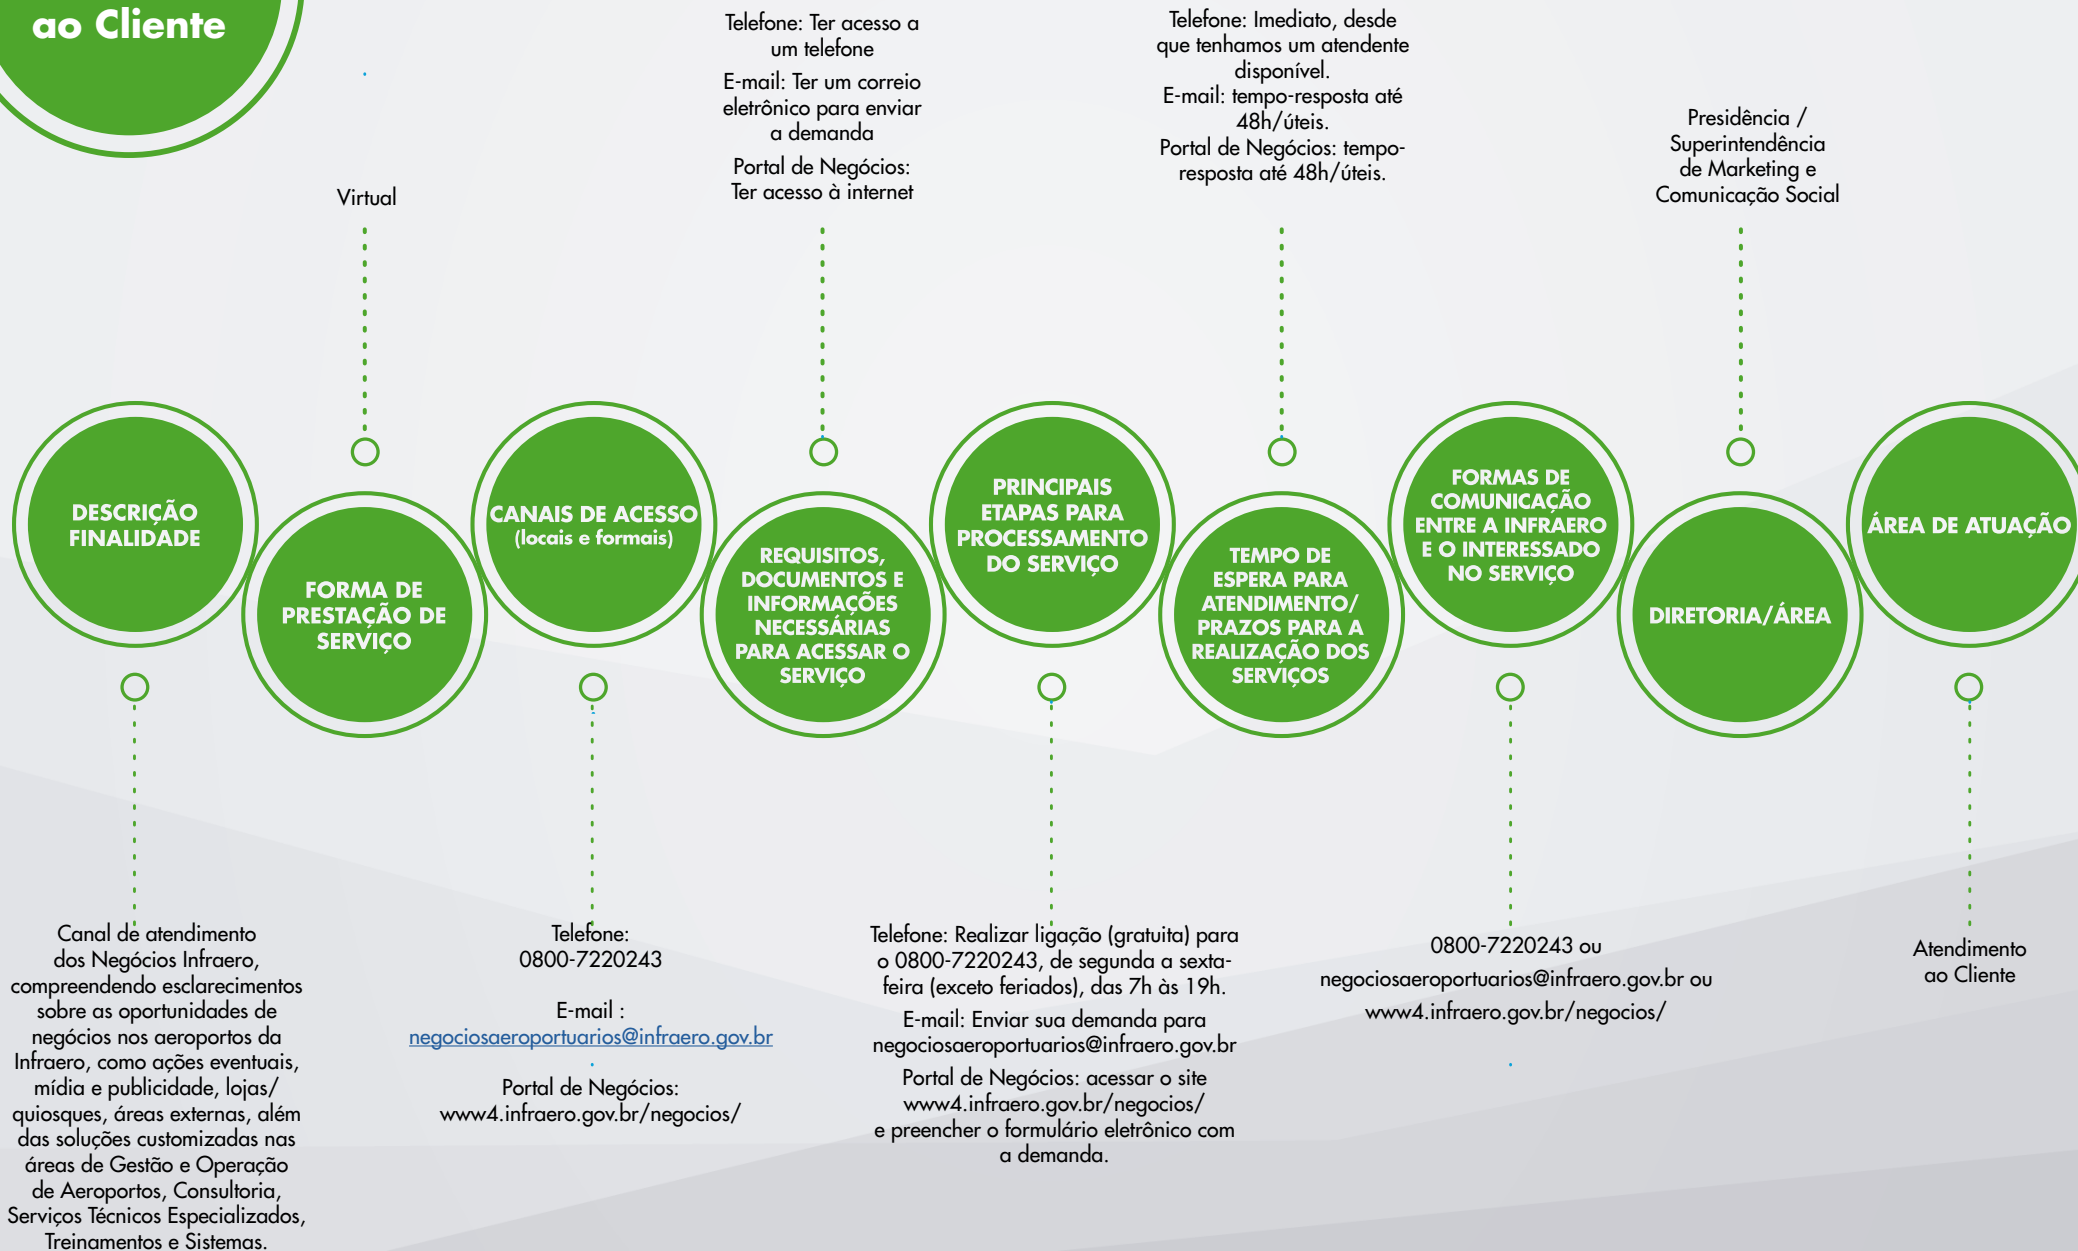 ao Cliente
DESCRIÇÃO
FINALIDADE
Canal de atendimento
dos Negócios Infraero,
compreendendo esclarecimentos
sobre as oportunidades de
negócios nos aeroportos da
Infraero, como ações eventuais,
mídia e publicidade, lojas/
quiosques, áreas externas, além
das soluções customizadas nas
áreas de Gestão e Operação
de Aeroportos, Consultoria,
Serviços Técnicos Especializados,
Treinamentos e Sistemas.
Virtual
FORMA DE
PRESTAÇÃO DE
SERVIÇO
CANAIS DE ACESSO
(locais e formais)
Telefone:
0800-7220243
E-mail :
negociosaeroportuarios@infraero.gov.br
Portal de Negócios:
www4.infraero.gov.br/negocios/
Telefone: Ter acesso a
um telefone
E-mail: Ter um correio
eletrônico para enviar
a demanda
Portal de Negócios:
Ter acesso à internet
REQUISITOS,
DOCUMENTOS E
INFORMAÇÕES
NECESSÁRIAS
PARA ACESSAR O
SERVIÇO
PRINCIPAIS
ETAPAS PARA
PROCESSAMENTO
DO SERVIÇO
Telefone: Realizar ligação (gratuita) para
o 0800-7220243, de segunda a sexta-
feira (exceto feriados), das 7h às 19h.
E-mail: Enviar sua demanda para
negociosaeroportuarios@infraero.gov.br
Portal de Negócios: acessar o site
www4.infraero.gov.br/negocios/
e preencher o formulário eletrônico com
a demanda.
Telefone: Imediato, desde
que tenhamos um atendente
disponível.
E-mail: tempo-resposta até
48h/úteis.
Portal de Negócios: tempo-
resposta até 48h/úteis.
TEMPO DE
ESPERA PARA
ATENDIMENTO/
PRAZOS PARA A
REALIZAÇÃO DOS
SERVIÇOS
FORMAS DE
COMUNICAÇÃO
ENTRE A INFRAERO
E O INTERESSADO
NO SERVIÇO
0800-7220243 ou
negociosaeroportuarios@infraero.gov.br ou
www4.infraero.gov.br/negocios/
Presidência /
Superintendência
de Marketing e
Comunicação Social
DIRETORIA/ÁREA
ÁREA DE ATUAÇÃO
Atendimento
ao Cliente